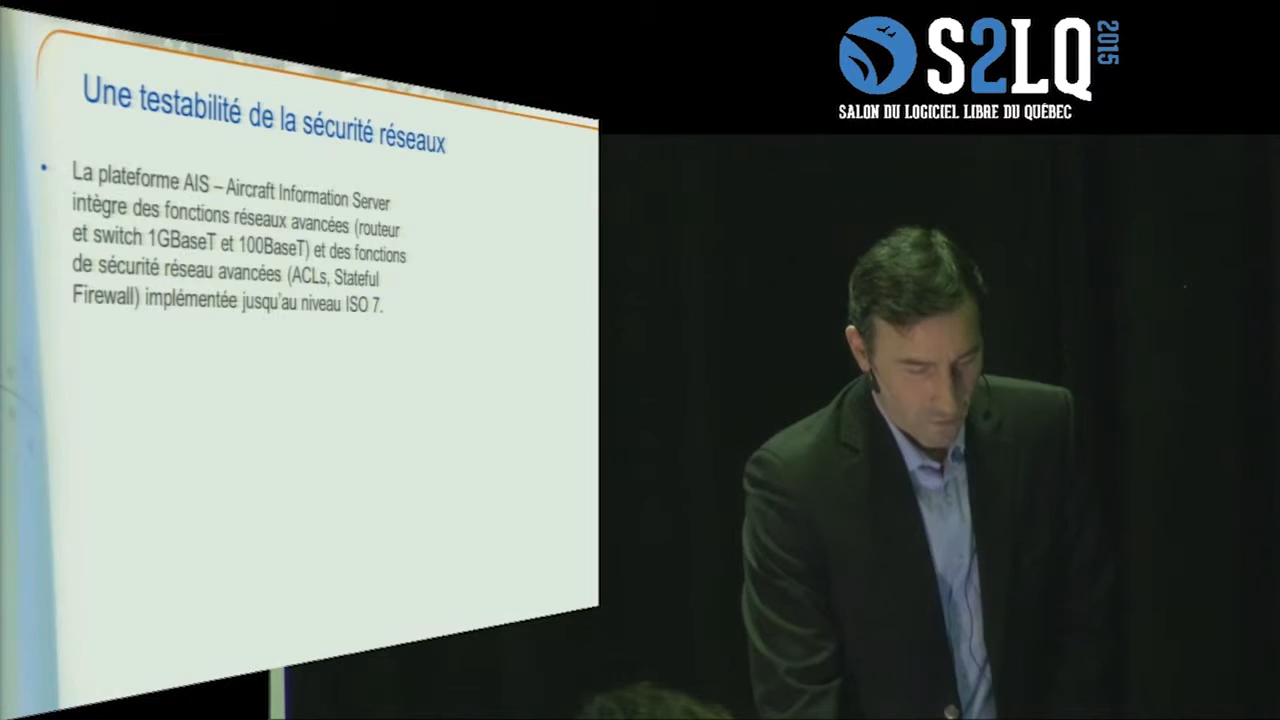 Une testabilité de la sécurité réseaux
• La plateforme AIS – Aircraft Information Server
intègre des fonctions réseaux avancées (routeur
et switch 1GBaseT et 100BaseT) et des fonctions
de sécurité réseau avancées (ACLs, Stateful
Firewall) implémentée jusqu'au niveau ISO 7.
S2LQ 2015
SALON DU LOGICIEL LIBRE DU QUÉBEC